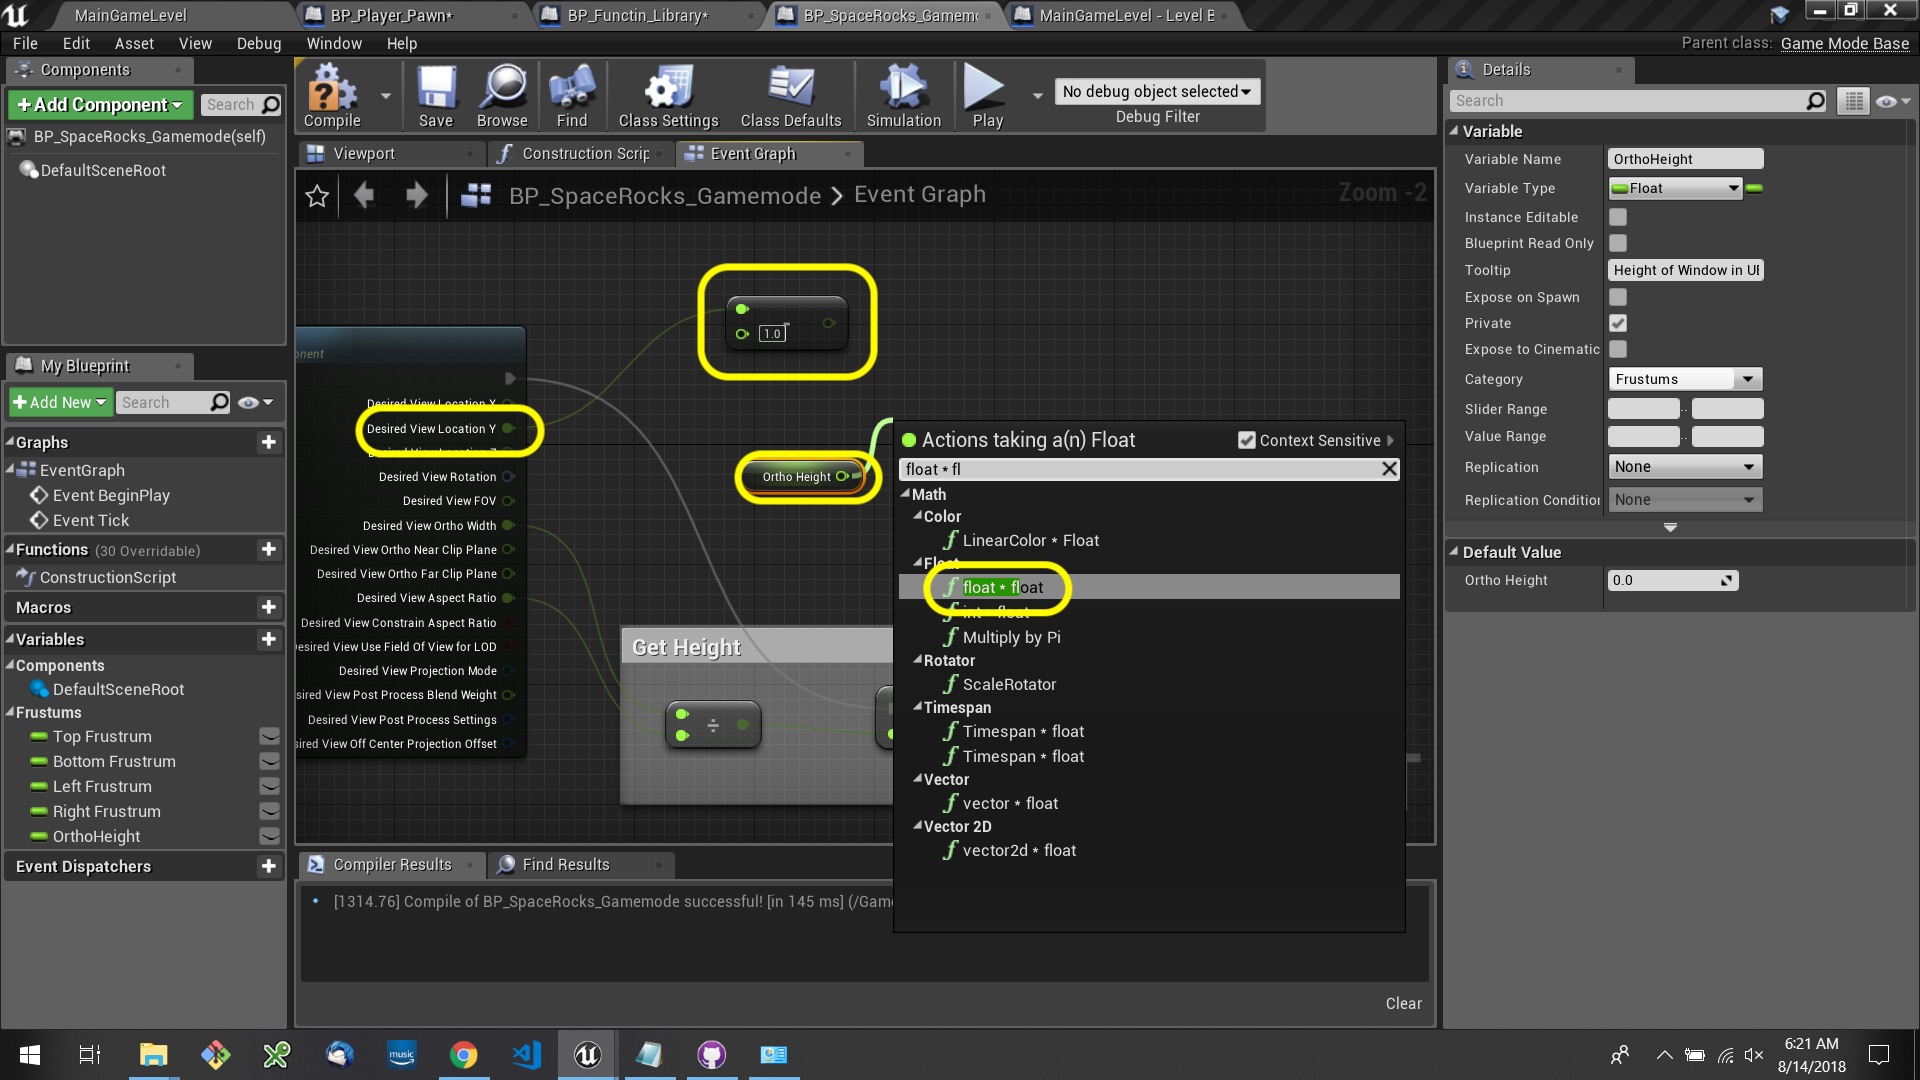 MainGameLevel
BP_Player_Pawn*
BP_Functin_Library*
BP_SpaceRocks_Gamem
MainGameLevel - Level B
File Edit Asset View Debug Window Help
Parent class: Game Mode Base
Components
Add Component
Search
BP_SpaceRocks_Gamemode(self)
DefaultSceneRoot
Compile
Save
Browse
Find
Class Settings
Class Defaults
Simulation
Play
No debug object selected
Debug Filter
Viewport
Construction Scrip
Event Graph
BP_SpaceRocks_Gamemode > Event Graph
Zoom -2
My Blueprint
Add New
Search
Graphs
EventGraph
Event BeginPlay
Event Tick
Functions (30 Overridable)
ConstructionScript
Macros
Variables
Components
DefaultSceneRoot
Frustums
Top Frustrum
Bottom Frustrum
Left Frustrum
Right Frustrum
OrthoHeight
Event Dispatchers
onent
Desired View Location X
Desired View Location Y
Desired View Location Z
Desired View Rotation
Desired View FOV
Desired View Ortho Width
Desired View Ortho Near Clip Plane
Desired View Ortho Far Clip Plane
Desired View Aspect Ratio
Desired View Constrain Aspect Ratio
esired View Use Field Of View for LOD
Desired View Projection Mode
esired View Post Process Blend Weight
Desired View Post Process Settings
sired View Off Center Projection Offset
1.0
-
Ortho Height
Get Height
÷
Actions taking a(n) Float
Context Sensitive
float * fl
Math
Color
LinearColor * Float
Float
float * float
int * float
Multiply by Pi
Rotator
ScaleRotator
Timespan
Timespan * float
Timespan * float
Vector
vector * float
Vector 2D
vector2d * float
Compiler Results
Find Results
[1314.76] Compile of BP_SpaceRocks_Gamemode successful! [in 145 ms] (/Gam
Clear
Details
Search
Variable
Variable Name OrthoHeight
Variable Type Float
Instance Editable
Blueprint Read Only
Tooltip Height of Window in UI
Expose on Spawn
Private
Expose to Cinematic
Category Frustums
Slider Range ..
Value Range ..
Replication None
Replication Condition None
Default Value
Ortho Height 0.0
music
6:21 AM
8/14/2018